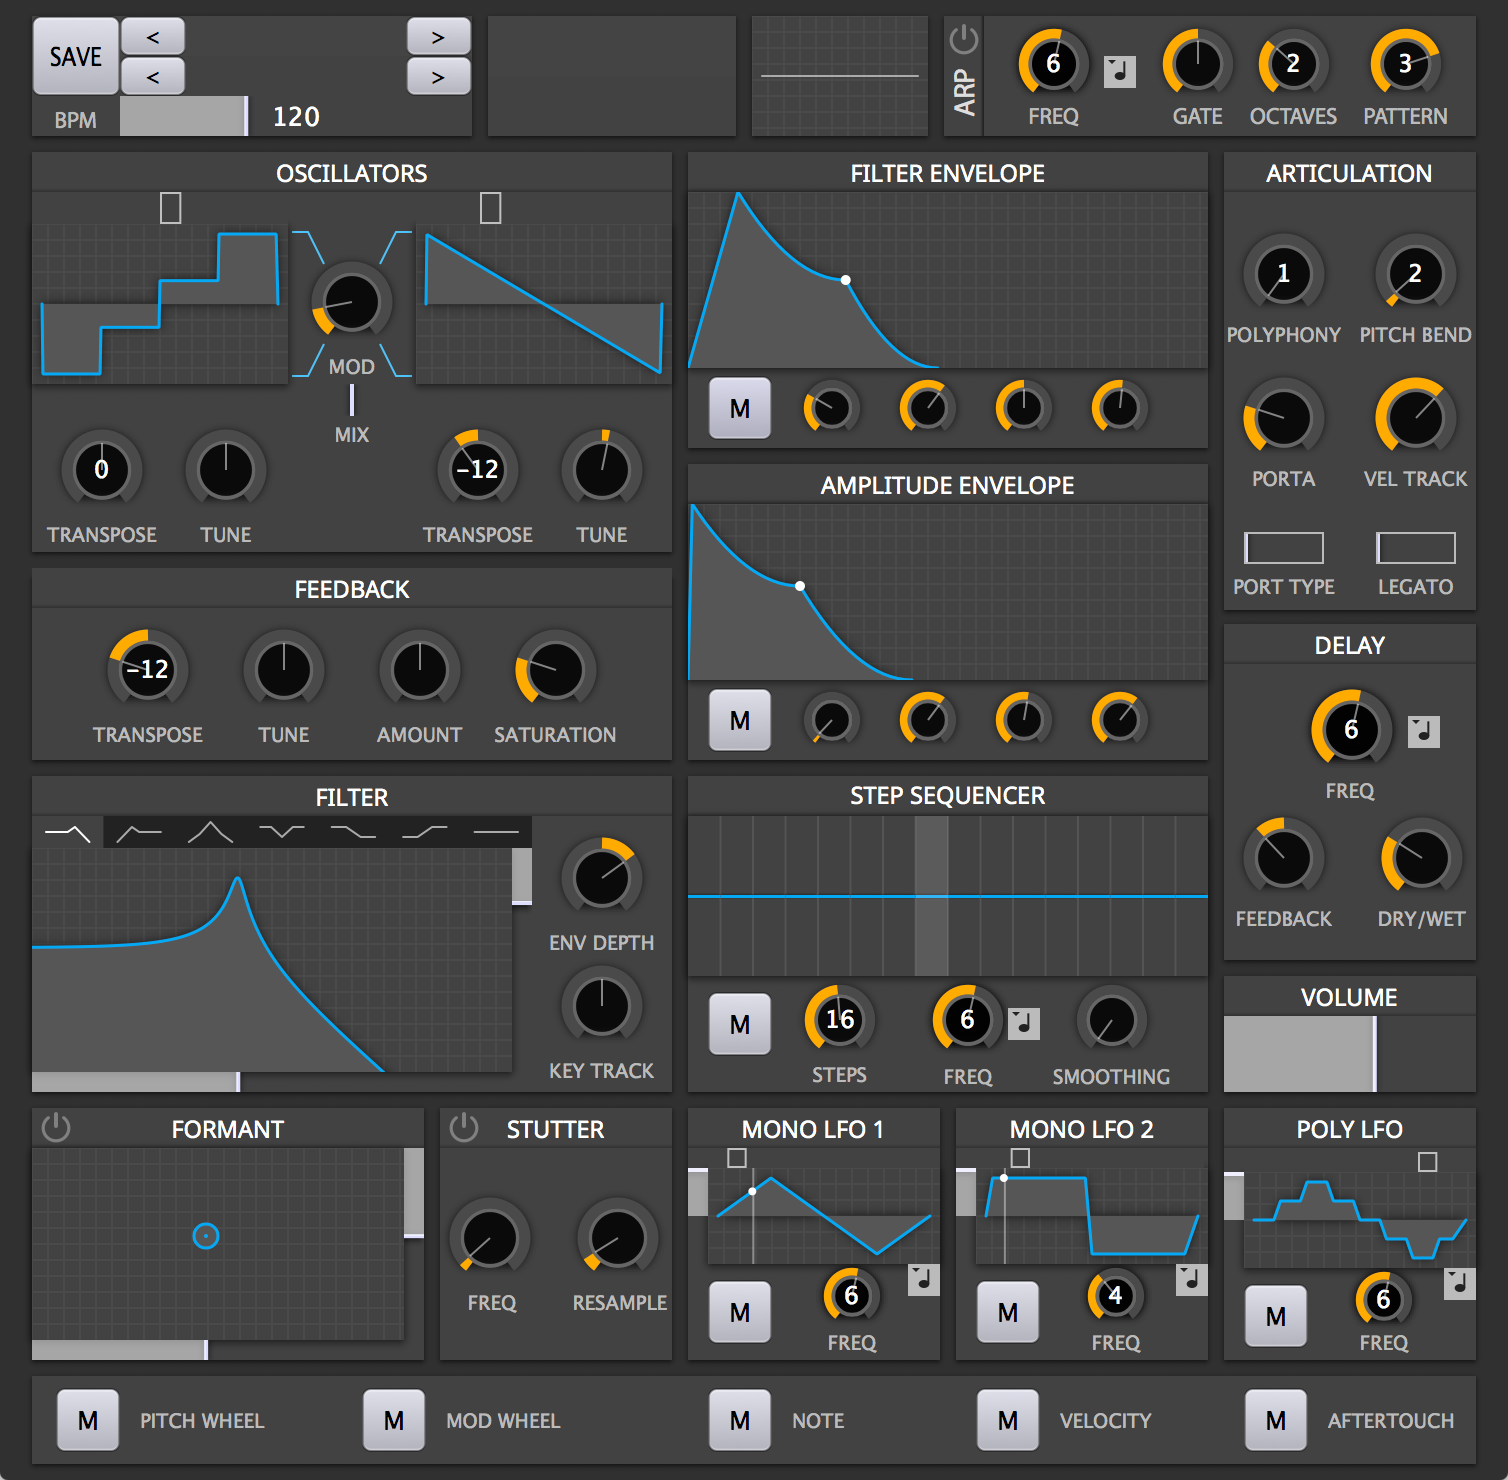 SAVE
<
>
<
>
BPM
120
ARP
6
2
3
FREQ
GATE
OCTAVES
PATTERN
OSCILLATORS
MOD
MIX
0
-12
TRANSPOSE
TUNE
TRANSPOSE
TUNE
FILTER ENVELOPE
M
AMPLITUDE ENVELOPE
M
ARTICULATION
1
2
POLYPHONY
PITCH BEND
PORTA
VEL TRACK
PORT TYPE
LEGATO
FEEDBACK
-12
TRANSPOSE
TUNE
AMOUNT
SATURATION
DELAY
6
FREQ
FEEDBACK
DRY/WET
FILTER
ENV DEPTH
KEY TRACK
STEP SEQUENCER
M
16
6
STEPS
FREQ
SMOOTHING
VOLUME
FORMANT
STUTTER
FREQ
RESAMPLE
MONO LFO 1
M
6
FREQ
MONO LFO 2
M
4
FREQ
POLY LFO
M
6
FREQ
M
PITCH WHEEL
M
MOD WHEEL
M
NOTE
M
VELOCITY
M
AFTERTOUCH